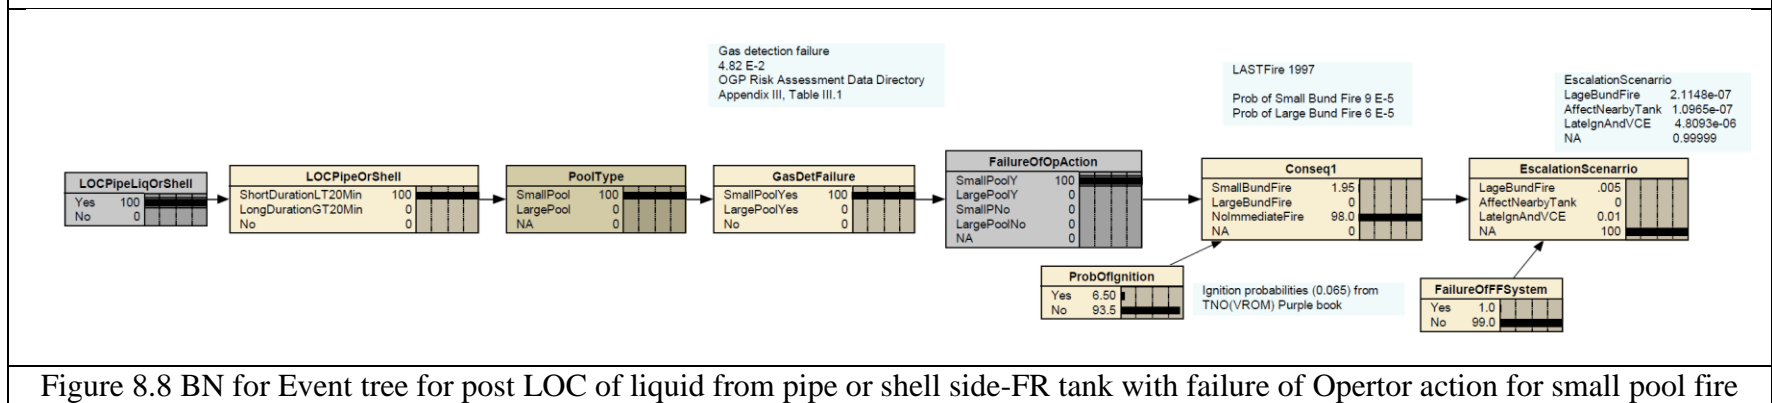 Gas detection failure
4.82 E-2
OGP Risk Assessment Data Directory
Appendix III, Table III.1
LASTFire 1997
Prob of Small Bund Fire 9 E-5
Prob of Large Bund Fire 6 E-5
EscalationScenarrio
LageBundFire 2.1148e-07
AffectNearbyTank 1.0965e-07
LateIgnAndVCE 4.8093e-06
NA 0.99999
LOCPipeLiqOrShell
Yes 100
No 0
LOCPipeOrShell
ShortDurationLT20Min 100
LongDurationGT20Min 0
No 0
PoolType
SmallPool 100
LargePool 0
NA 0
GasDetFailure
SmallPoolYes 100
LargePoolYes 0
No 0
FailureOfOpAction
SmallPoolY 100
LargePoolY 0
SmallPNo 0
LargePoolNo 0
NA 0
Conseq1
SmallBundFire 1.95
LargeBundFire 0
NoImmediateFire 98.0
NA 0
EscalationScenarrio
LageBundFire .005
AffectNearbyTank 0
LateIgnAndVCE 0.01
NA 100
ProbOfIgnition
Yes 6.50
No 93.5
Ignition probabilities (0.065) from
TNO(VROM) Purple book
FailureOfFFSystem
Yes 1.0
No 99.0
Figure 8.8 BN for Event tree for post LOC of liquid from pipe or shell side-FR tank with failure of Opertor action for small pool fire